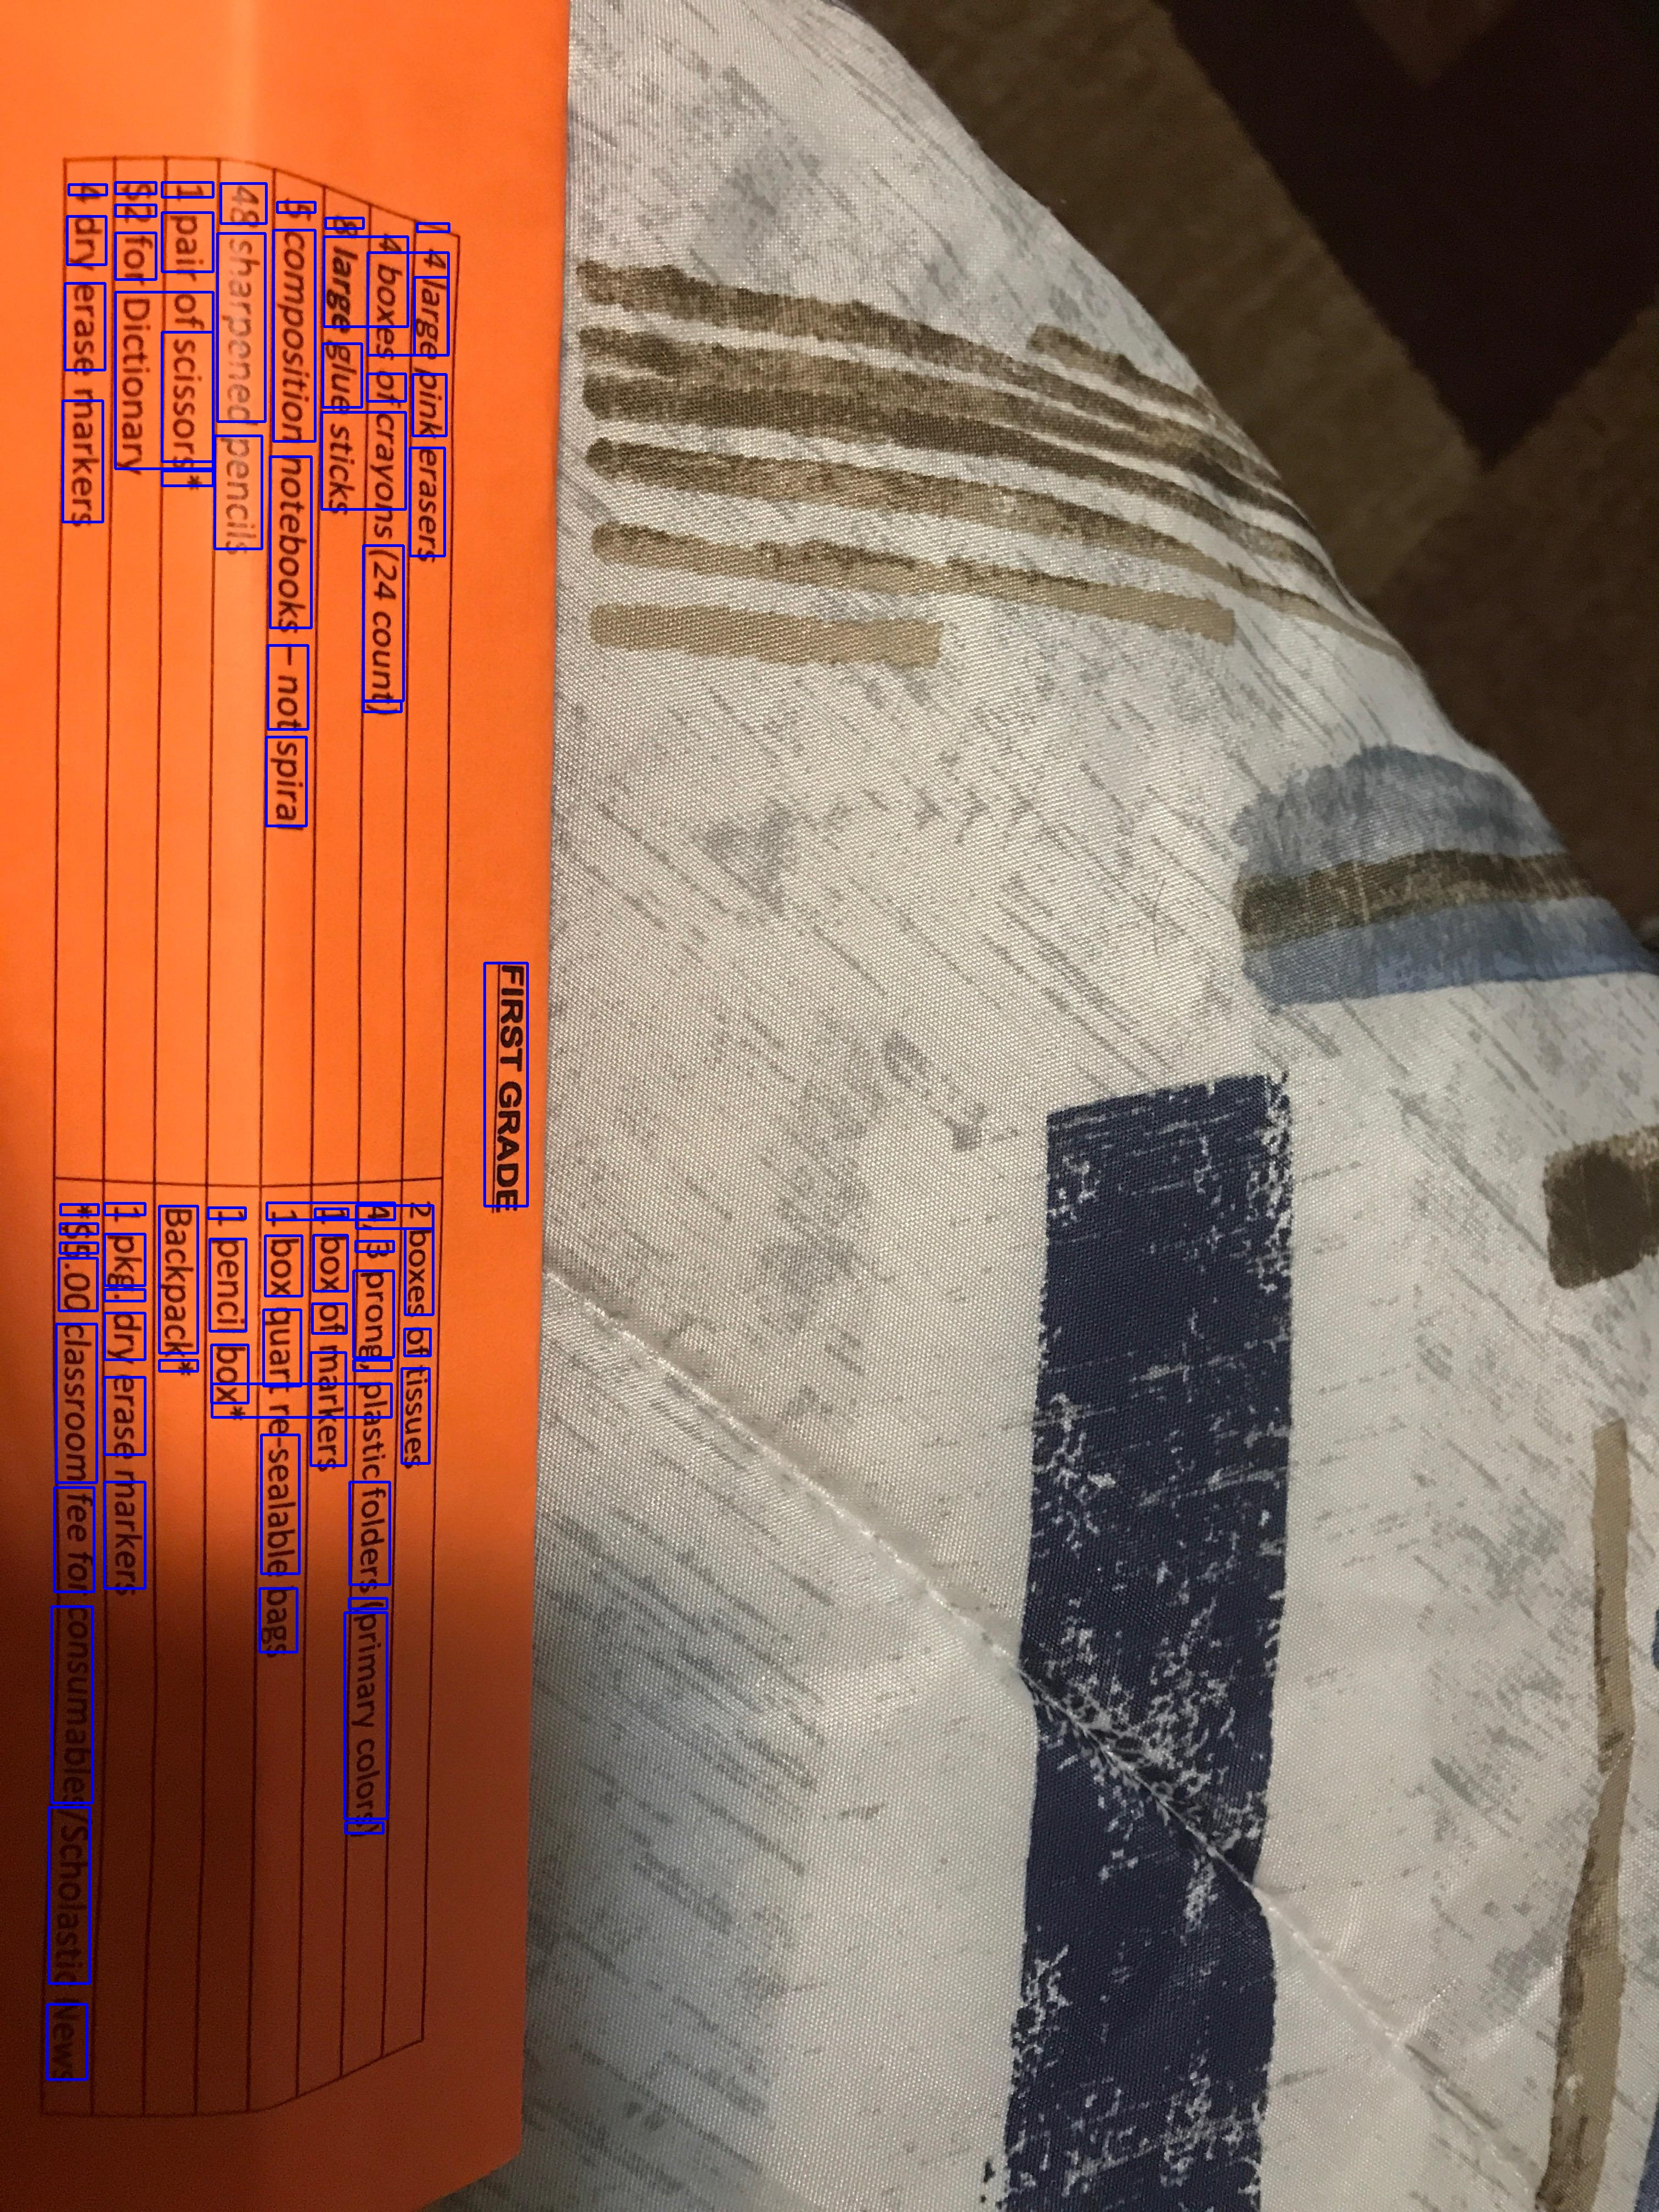 FIRST GRADE
4 large pink erasers
2 boxes of tissues
4 boxes of crayons (24 count)
4, 3 prong, plastic folders (primary colors)
8 large glue sticks
1 box of markers
5 composition notebooks – not spiral
1 box quart re-sealable bags
48 sharpened pencils
1 pencil box*
1 pair of scissors*
Backpack*
$2 for Dictionary
1 pkg. dry erase markers
4 dry erase markers
*$5.00 classroom fee for consumables/Scholastic News